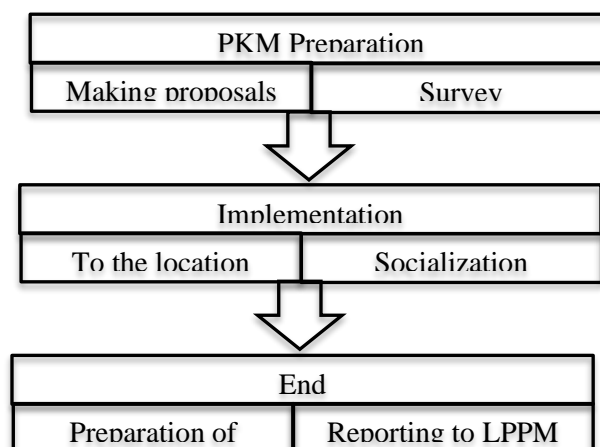 PKM Preparation
Making proposals Survey
Implementation
To the location Socialization
End
Preparation of Reporting to LPPM